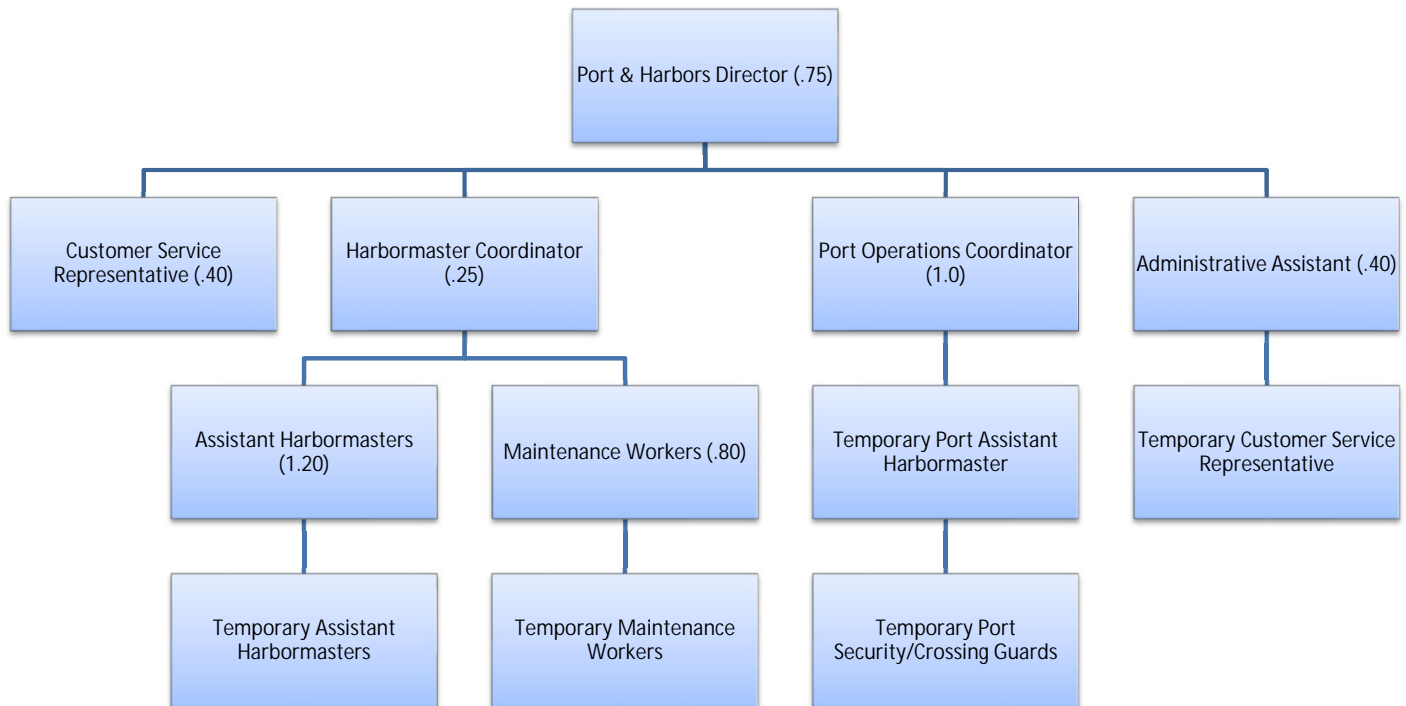 Port & Harbors Director (.75)
Customer Service
Representative (.40)
Harbormaster Coordinator
(.25)
Port Operations Coordinator
(1.0)
Administrative Assistant (.40)
Assistant Harbormasters
(1.20)
Maintenance Workers (.80)
Temporary Port Assistant
Harbormaster
Temporary Customer Service
Representative
Temporary Assistant
Harbormasters
Temporary Maintenance
Workers
Temporary Port
Security/Crossing Guards